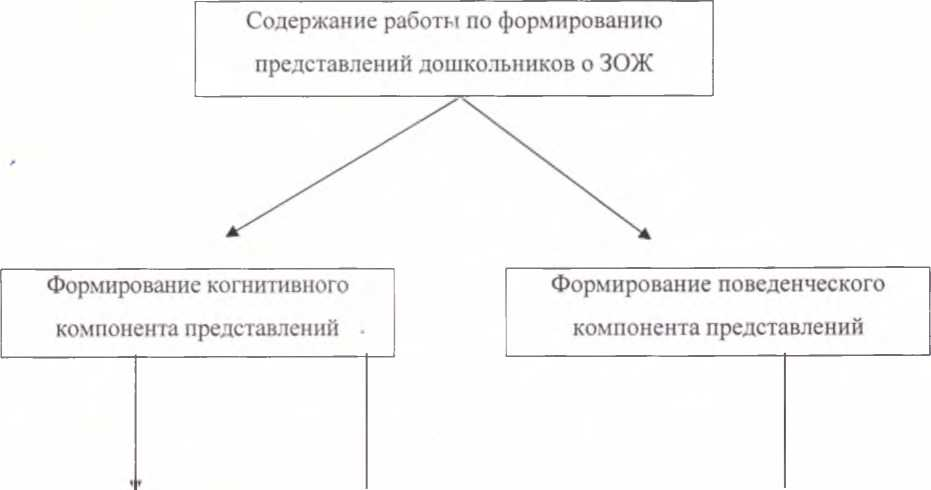 Содержание работы по формированию
представлений дошкольников о ЗОЖ
Формирование когнитивного
компонента представлений
Формирование поведенческого
компонента представлений